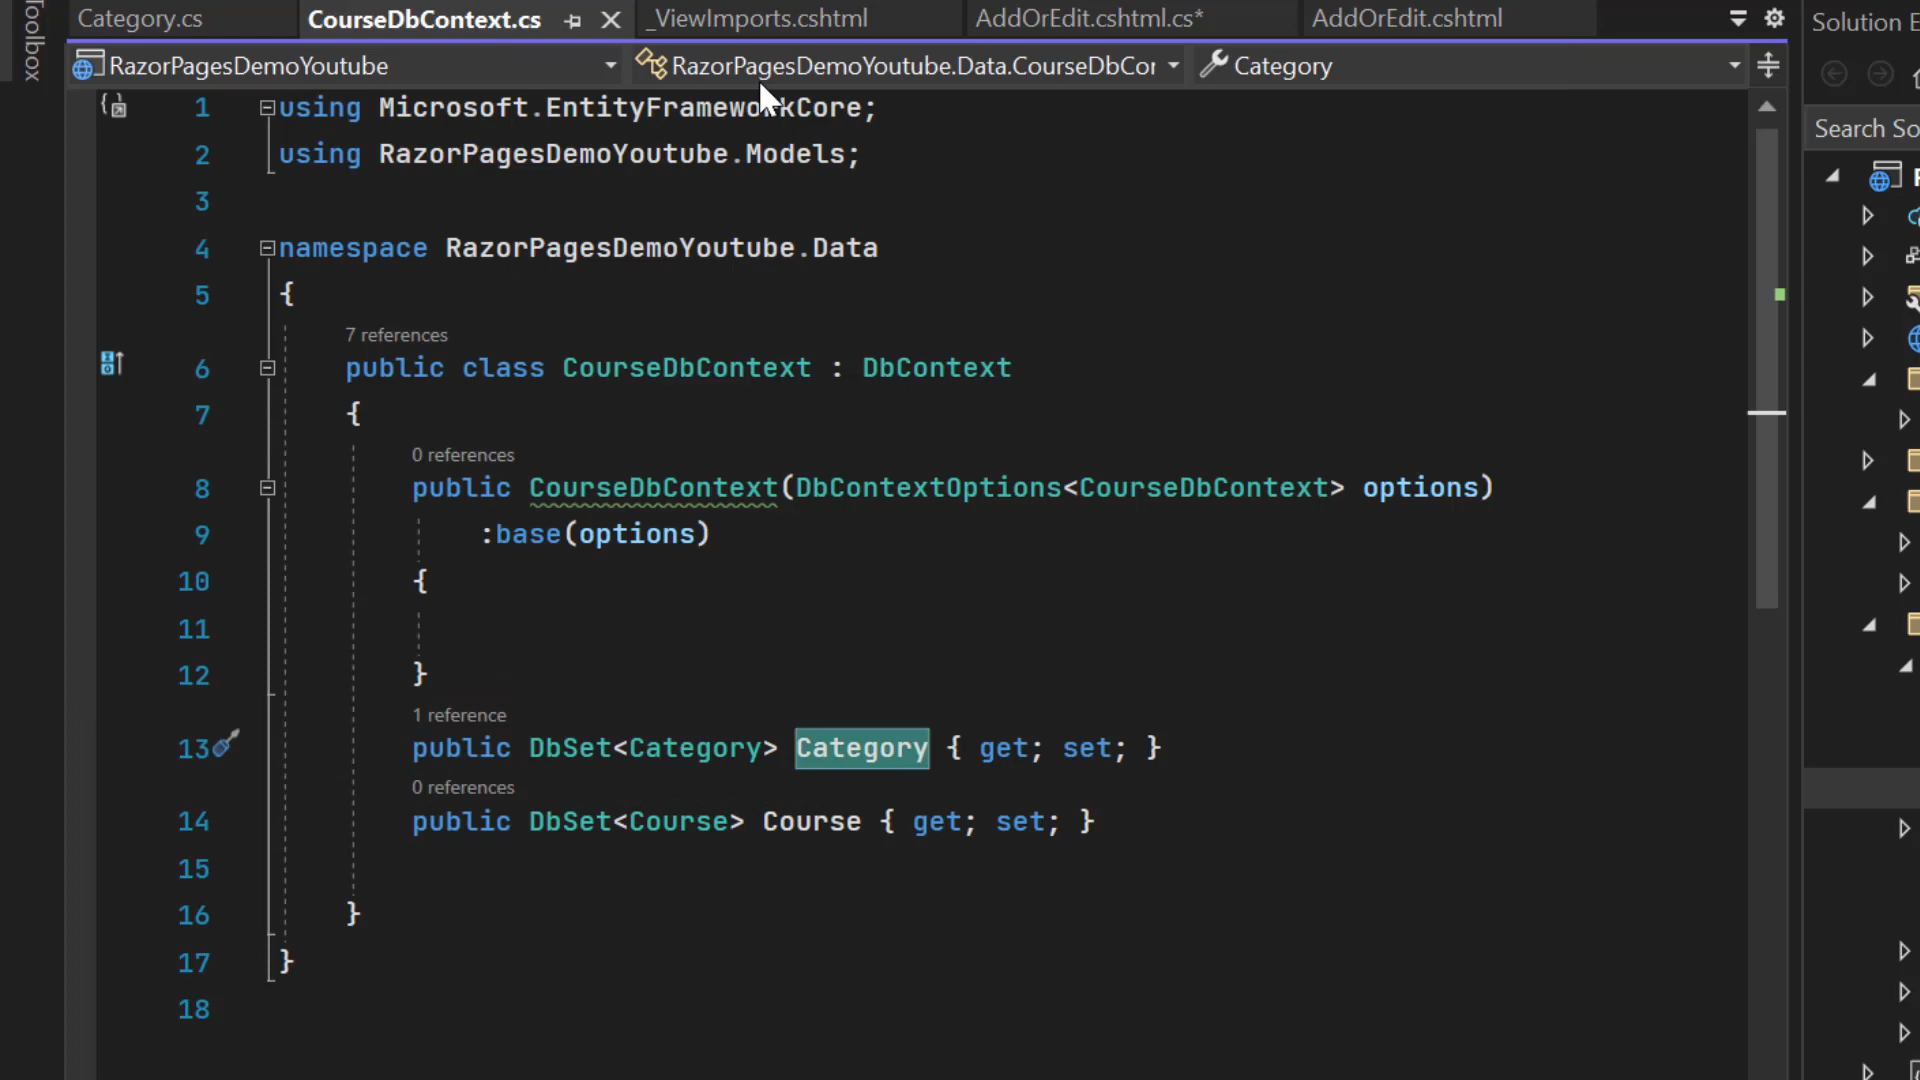 Toolbox
Category.cs
CourseDbContext.cs
_ViewImports.cshtml
AddOrEdit.cshtml.cs*
AddOrEdit.cshtml
Solution E
RazorPagesDemoYoutube
RazorPagesDemoYoutube.Data.CourseDbCor
Category
Search So
1 using Microsoft.EntityFrameworkCore;
2 using RazorPagesDemoYoutube.Models;
3
4 namespace RazorPagesDemoYoutube.Data
5 {
7 references
6 public class CourseDbContext : DbContext
7 {
0 references
8 public CourseDbContext(DbContextOptions<CourseDbContext> options)
9 :base(options)
10 {
11
12 }
1 reference
13 public DbSet<Category> Category { get; set; }
0 references
14 public DbSet<Course> Course { get; set; }
15
16 }
17 }
18